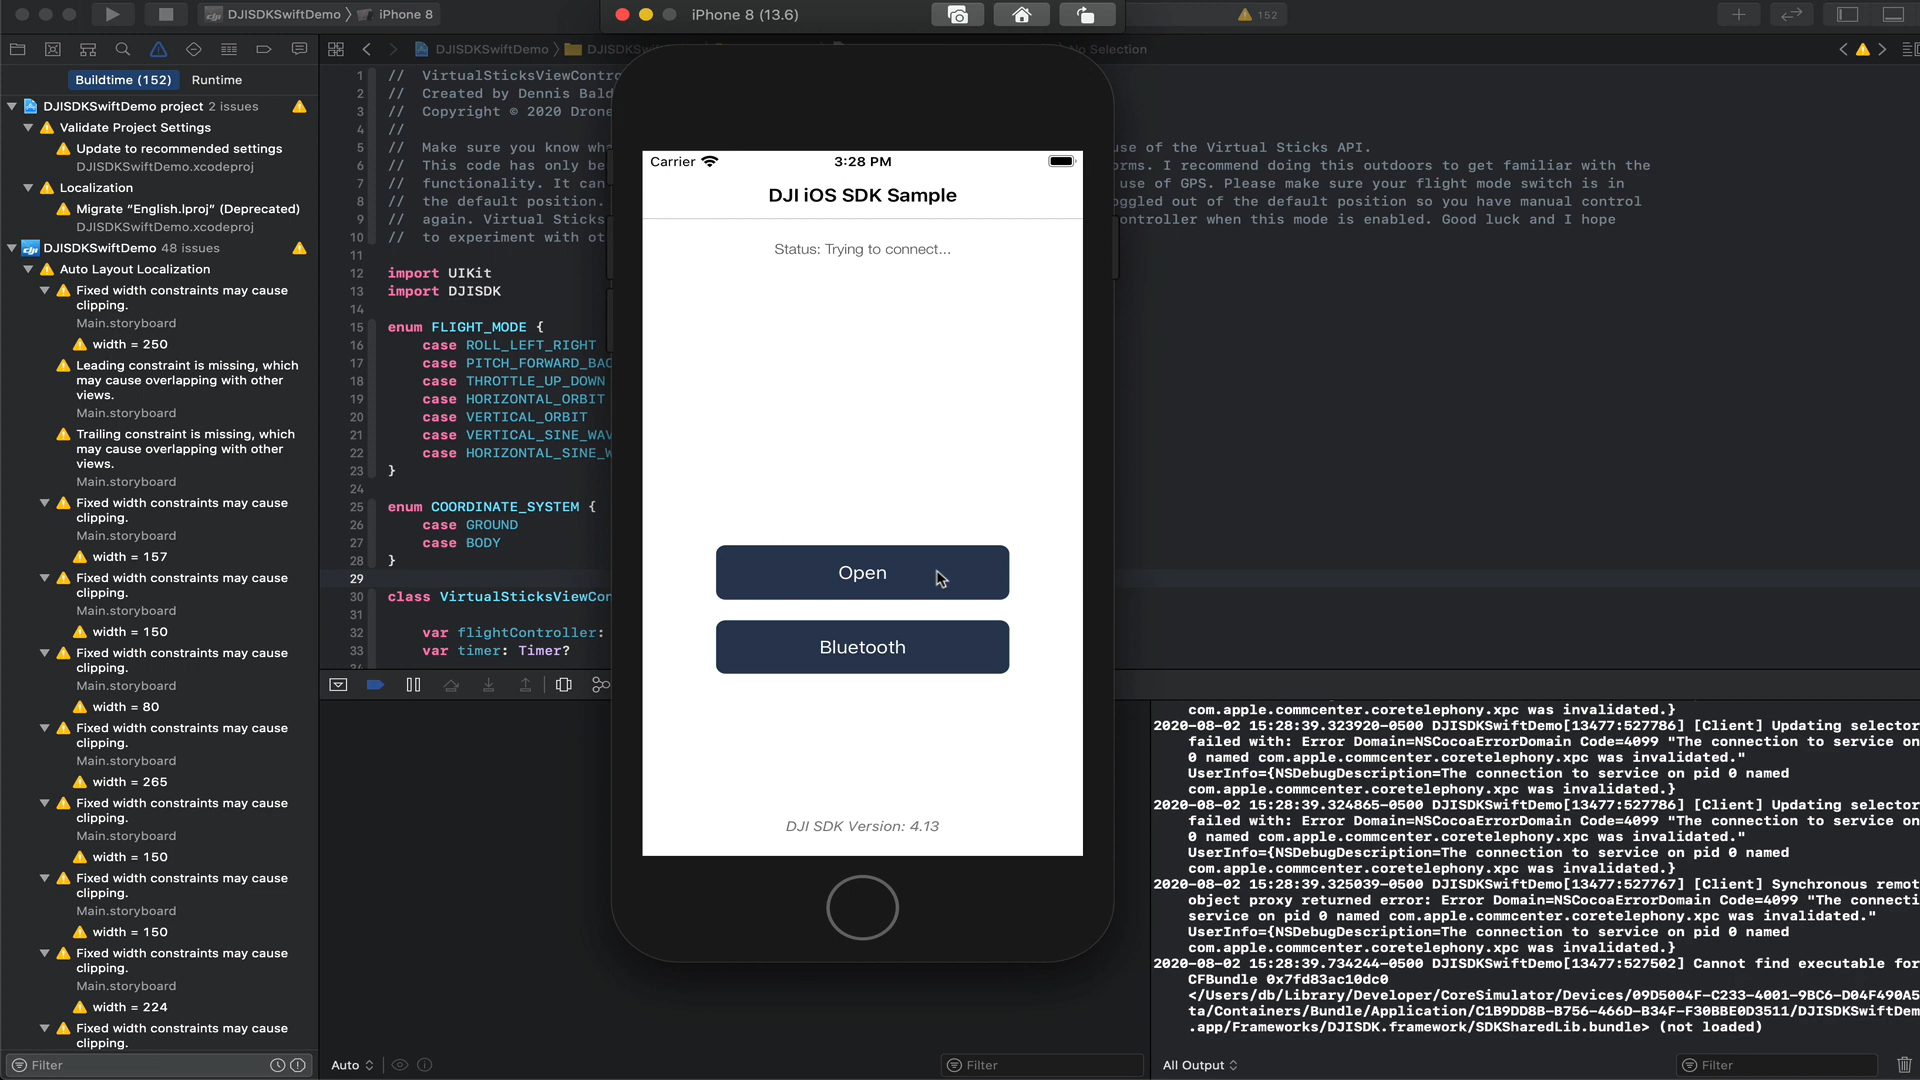 DJISDKSwiftDemo
iPhone 8
iPhone 8 (13.6)
152
DJISDKSwiftDemo
No Selection
Buildtime (152)
Runtime
DJISDKSwiftDemo project 2 issues
Validate Project Settings
Update to recommended settings
DJISDKSwiftDemo.xcodeproj
Localization
Migrate “English.lproj” (Deprecated)
DJISDKSwiftDemo.xcodeproj
DJISDKSwiftDemo 48 issues
Auto Layout Localization
Fixed width constraints may cause
clipping.
Main.storyboard
width = 250
Leading constraint is missing, which
may cause overlapping with other
views.
Main.storyboard
Trailing constraint is missing, which
may cause overlapping with other
views.
Main.storyboard
Fixed width constraints may cause
clipping.
Main.storyboard
width = 157
Fixed width constraints may cause
clipping.
Main.storyboard
width = 150
Fixed width constraints may cause
clipping.
Main.storyboard
width = 80
Fixed width constraints may cause
clipping.
Main.storyboard
width = 265
Fixed width constraints may cause
clipping.
Main.storyboard
width = 150
Fixed width constraints may cause
clipping.
Main.storyboard
width = 150
Fixed width constraints may cause
clipping.
Main.storyboard
width = 224
Fixed width constraints may cause
clipping.
Filter
1 // VirtualSticksViewContro
2 // Created by Dennis Bald
3 // Copyright © 2020 Drone
4 //
5 // Make sure you know wh use of the Virtual Sticks API.
6 // This code has only be orms. I recommend doing this outdoors to get familiar with the
7 // functionality. It can use of GPS. Please make sure your flight mode switch is in
8 // the default position. oggled out of the default position so you have manual control
9 // again. Virtual Sticks ontroller when this mode is enabled. Good luck and I hope
10 // to experiment with ot
11
12 import UIKit
13 import DJISDK
14
15 enum FLIGHT_MODE {
16 case ROLL_LEFT_RIGHT
17 case PITCH_FORWARD_BAC
18 case THROTTLE_UP_DOWN
19 case HORIZONTAL_ORBIT
20 case VERTICAL_ORBIT
21 case VERTICAL_SINE_WAV
22 case HORIZONTAL_SINE_W
23 }
24
25 enum COORDINATE_SYSTEM {
26 case GROUND
27 case BODY
28 }
29
30 class VirtualSticksViewCon
31
32 var flightController:
33 var timer: Timer?
34
Carrier 3:28 PM
DJI iOS SDK Sample
Status: Trying to connect...
Open
Bluetooth
DJI SDK Version: 4.13
Auto
Filter
com.apple.commcenter.coretelephony.xpc was invalidated.}
2020-08-02 15:28:39.323920-0500 DJISDKSwiftDemo[13477:527786] [Client] Updating selector
failed with: Error Domain=NSCocoaErrorDomain Code=4099 "The connection to service on
0 named com.apple.commcenter.coretelephony.xpc was invalidated."
UserInfo={NSDebugDescription=The connection to service on pid 0 named
com.apple.commcenter.coretelephony.xpc was invalidated.}
2020-08-02 15:28:39.324865-0500 DJISDKSwiftDemo[13477:527786] [Client] Updating selector
failed with: Error Domain=NSCocoaErrorDomain Code=4099 "The connection to service on
0 named com.apple.commcenter.coretelephony.xpc was invalidated."
UserInfo={NSDebugDescription=The connection to service on pid 0 named
com.apple.commcenter.coretelephony.xpc was invalidated.}
2020-08-02 15:28:39.325039-0500 DJISDKSwiftDemo[13477:527767] [Client] Synchronous remot
object proxy returned error: Error Domain=NSCocoaErrorDomain Code=4099 "The connecti
service on pid 0 named com.apple.commcenter.coretelephony.xpc was invalidated."
UserInfo={NSDebugDescription=The connection to service on pid 0 named
com.apple.commcenter.coretelephony.xpc was invalidated.}
2020-08-02 15:28:39.734244-0500 DJISDKSwiftDemo[13477:527502] Cannot find executable for
CFBundle 0x7fd83ac10dc0
</Users/db/Library/Developer/CoreSimulator/Devices/09D5004F-C233-4001-9BC6-D04F490A5
ta/Containers/Bundle/Application/C1B9DD8B-B756-466D-B34F-F30BBE0D3511/DJISDKSwiftDem
.app/Frameworks/DJISDK.framework/SDKSharedLib.bundle> (not loaded)
All Output
Filter